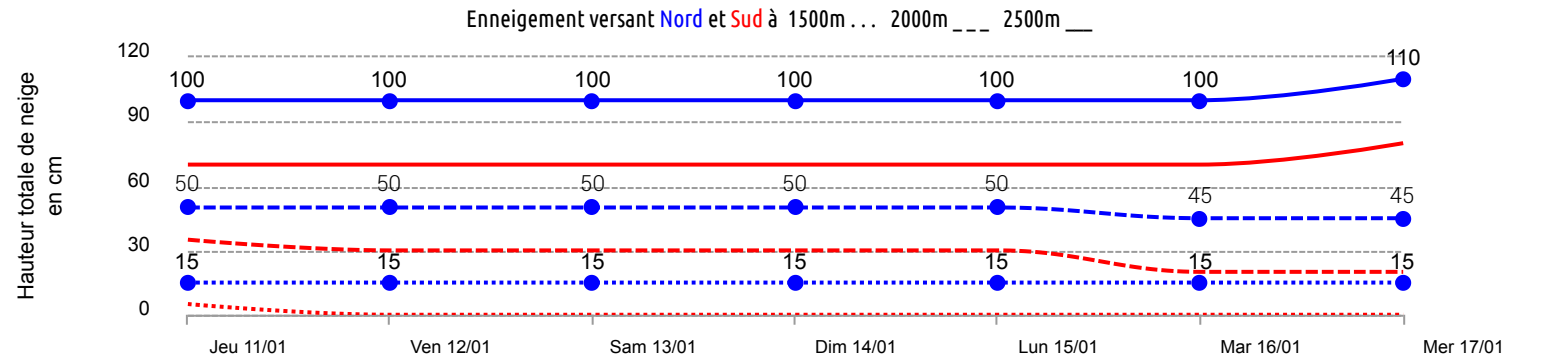 Enneigement versant Nord et Sud à 1500m . . . 2000m _ _ _ 2500m ___
Hauteur totale de neige
en cm
120
90
60
30
0
100 100 100 100 100 100 110
50 50 50 50 50 45 45
15 15 15 15 15 15 15
Jeu 11/01 Ven 12/01 Sam 13/01 Dim 14/01 Lun 15/01 Mar 16/01 Mer 17/01